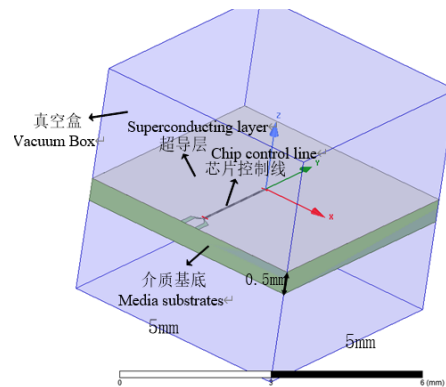 Z
真空盒
Vacuum Box↵
Superconducting layer↵
超导层
Chip control line↵
芯片控制线
Y
X
介质基底
Media substrates↵
0.5mm
5mm
5mm
0
3
6 (mm)